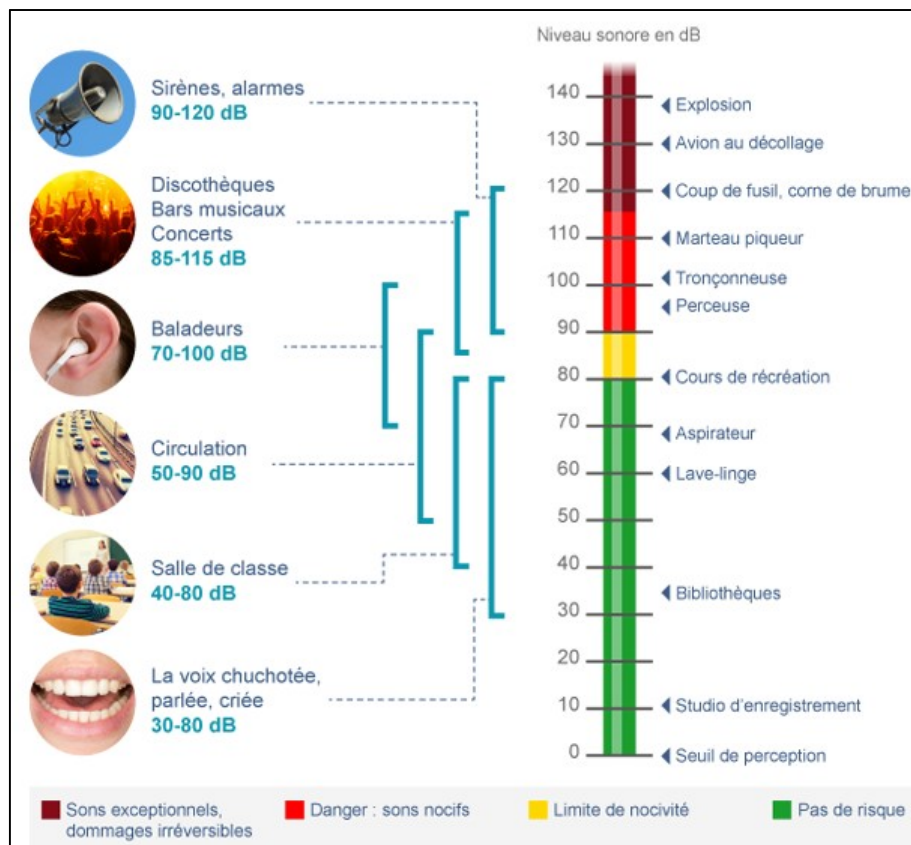 Niveau sonore en dB
Sirènes, alarmes
90-120 dB
Discothèques
Bars musicaux
Concerts
85-115 dB
Baladeurs
70-100 dB
Circulation
50-90 dB
Salle de classe
40-80 dB
La voix chuchotée,
parlée, criée
30-80 dB
140
Explosion
130
Avion au décollage
120
Coup de fusil, corne de brume
110
Marteau piqueur
100
Tronçonneuse
Perceuse
90
80
Cours de récréation
70
Aspirateur
60
Lave-linge
50
40
Bibliothèques
30
20
10
Studio d'enregistrement
0
Seuil de perception
Sons exceptionnels,
dommages irréversibles
Danger : sons nocifs
Limite de nocivité
Pas de risque